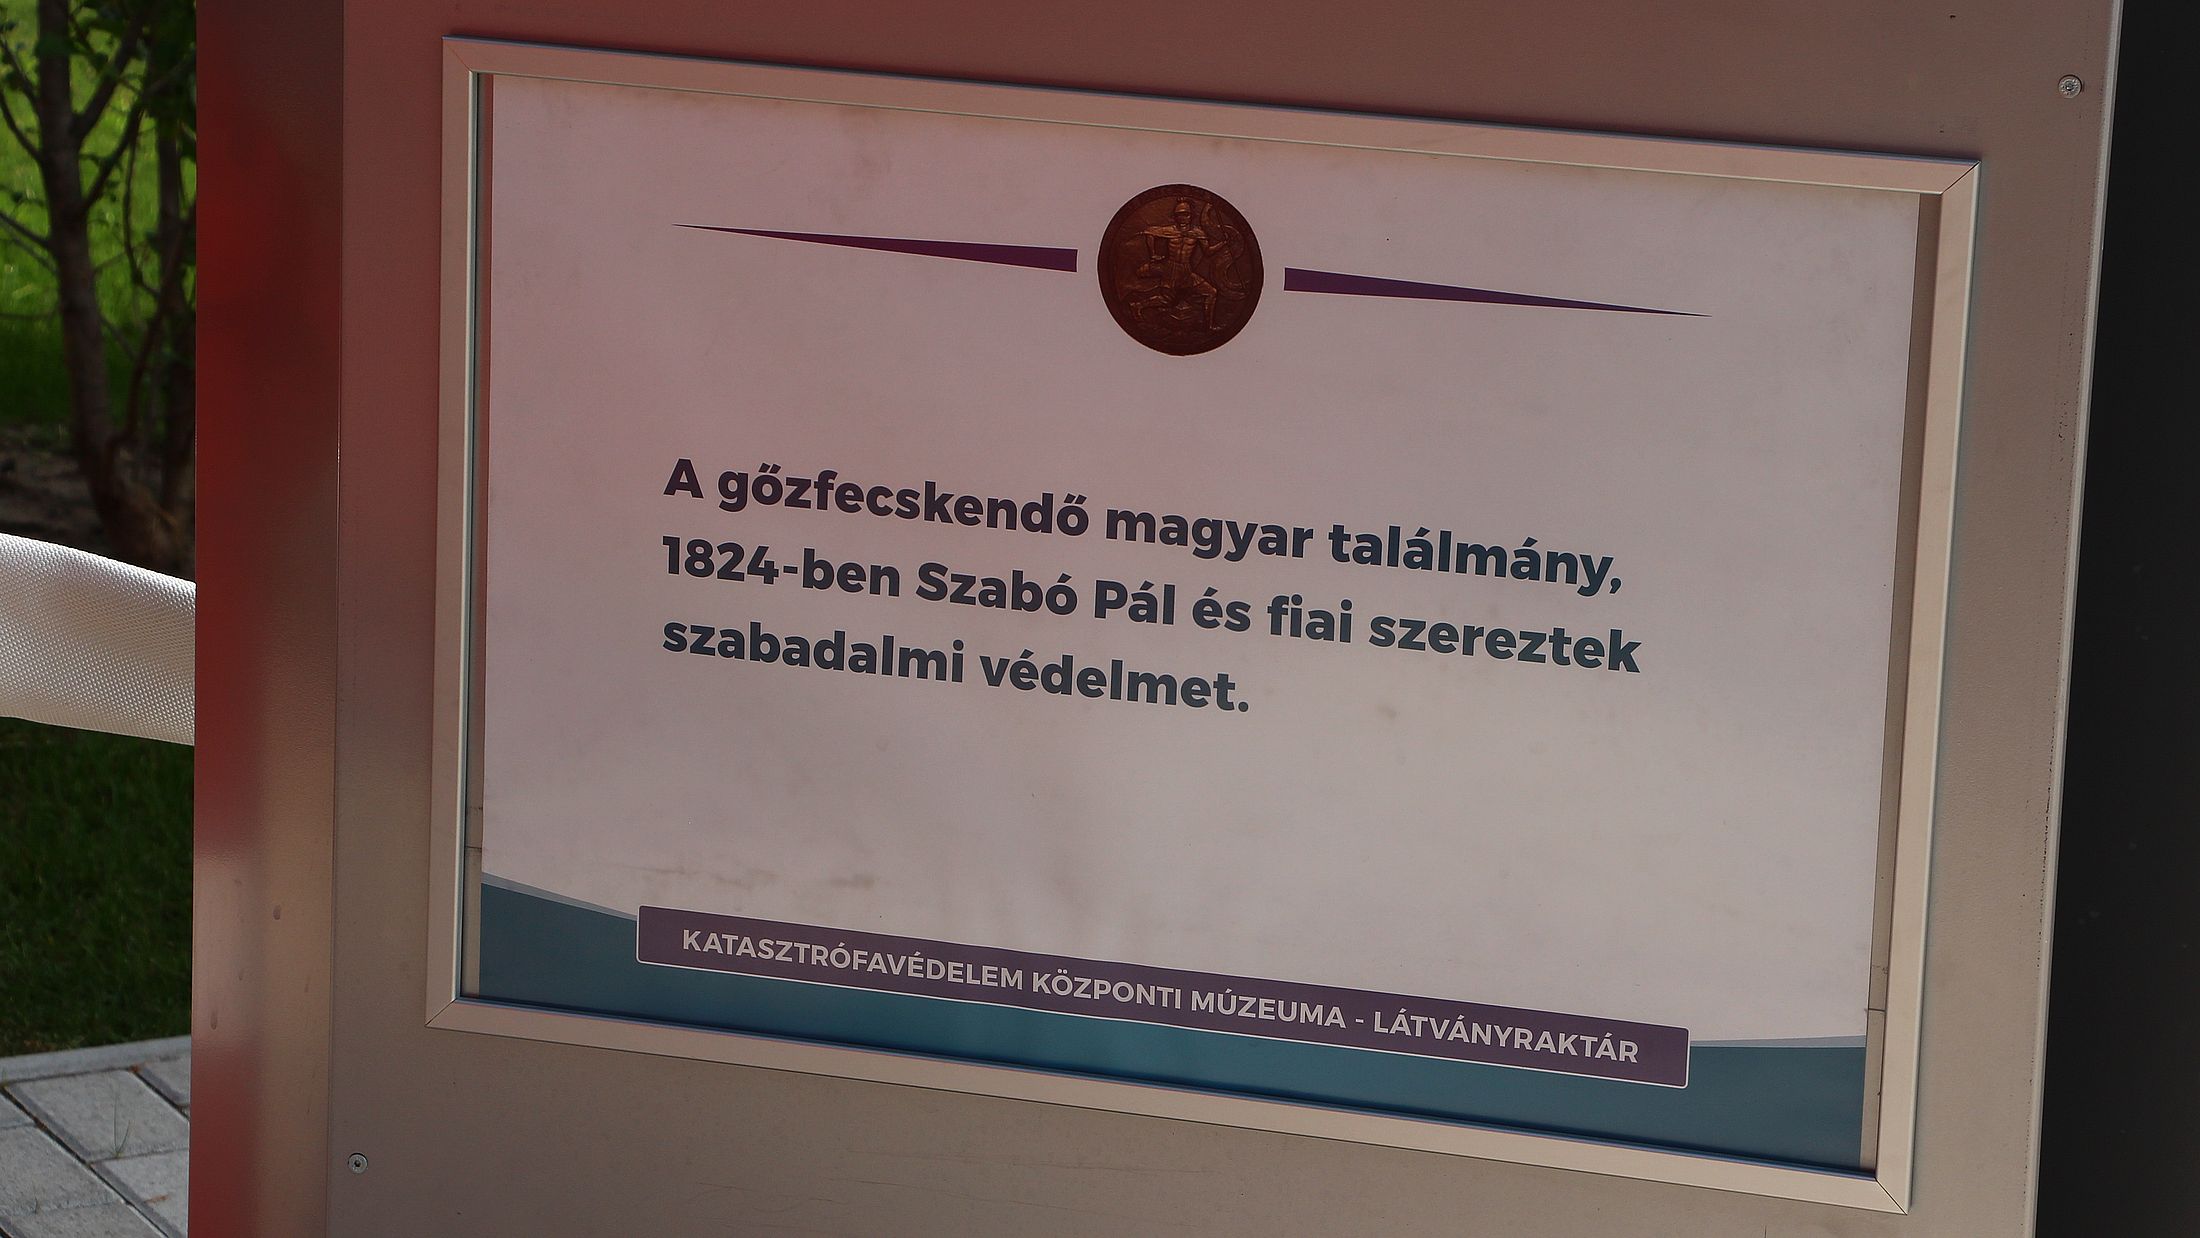 A gőzfecskendő magyar találmány,
1824-ben Szabó Pál és fiai szereztek
szabadalmi védelmet.
KATASZTRÓFAVÉDELEM KÖZPONTI MÚZEUMA - LÁTVÁNYRAKTÁR